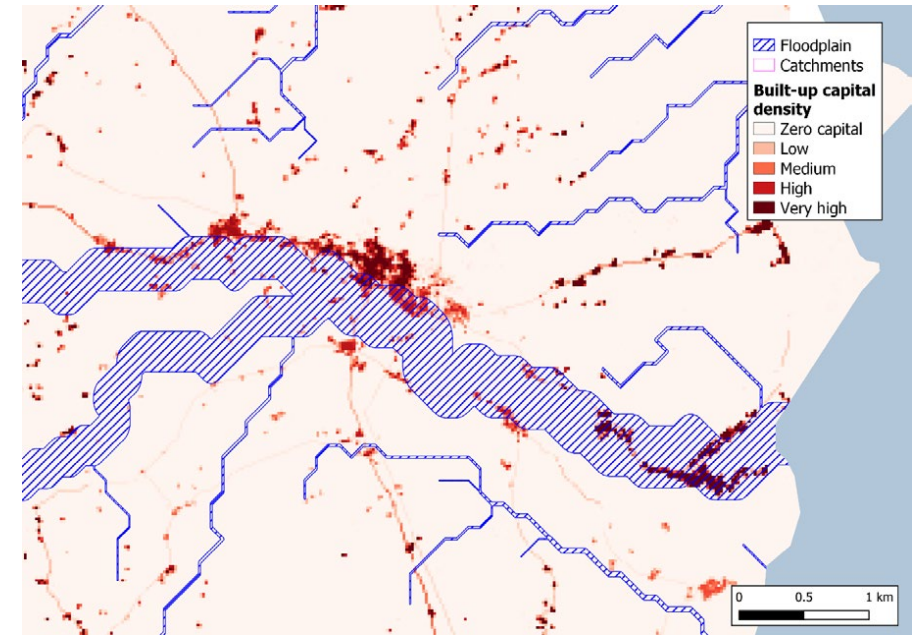 Floodplain
Catchments
Built-up capital
density
Zero capital
Low
Medium
High
Very high
0 0.5 1 km